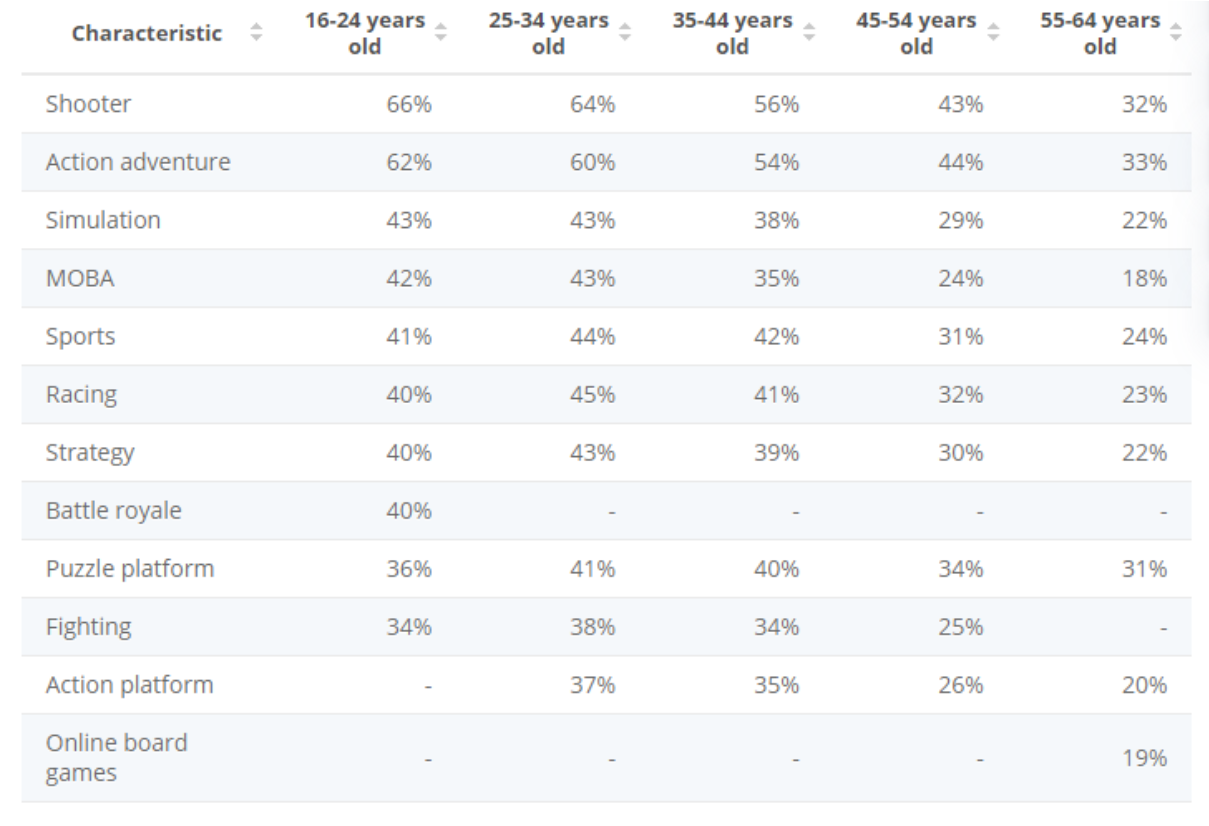 Characteristic 16-24 years old 25-34 years old 35-44 years old 45-54 years old 55-64 years old
Shooter 66% 64% 56% 43% 32%
Action adventure 62% 60% 54% 44% 33%
Simulation 43% 43% 38% 29% 22%
MOBA 42% 43% 35% 24% 18%
Sports 41% 44% 42% 31% 24%
Racing 40% 45% 41% 32% 23%
Strategy 40% 43% 39% 30% 22%
Battle royale 40% - - - -
Puzzle platform 36% 41% 40% 34% 31%
Fighting 34% 38% 34% 25% -
Action platform - 37% 35% 26% 20%
Online board games - - - - 19%